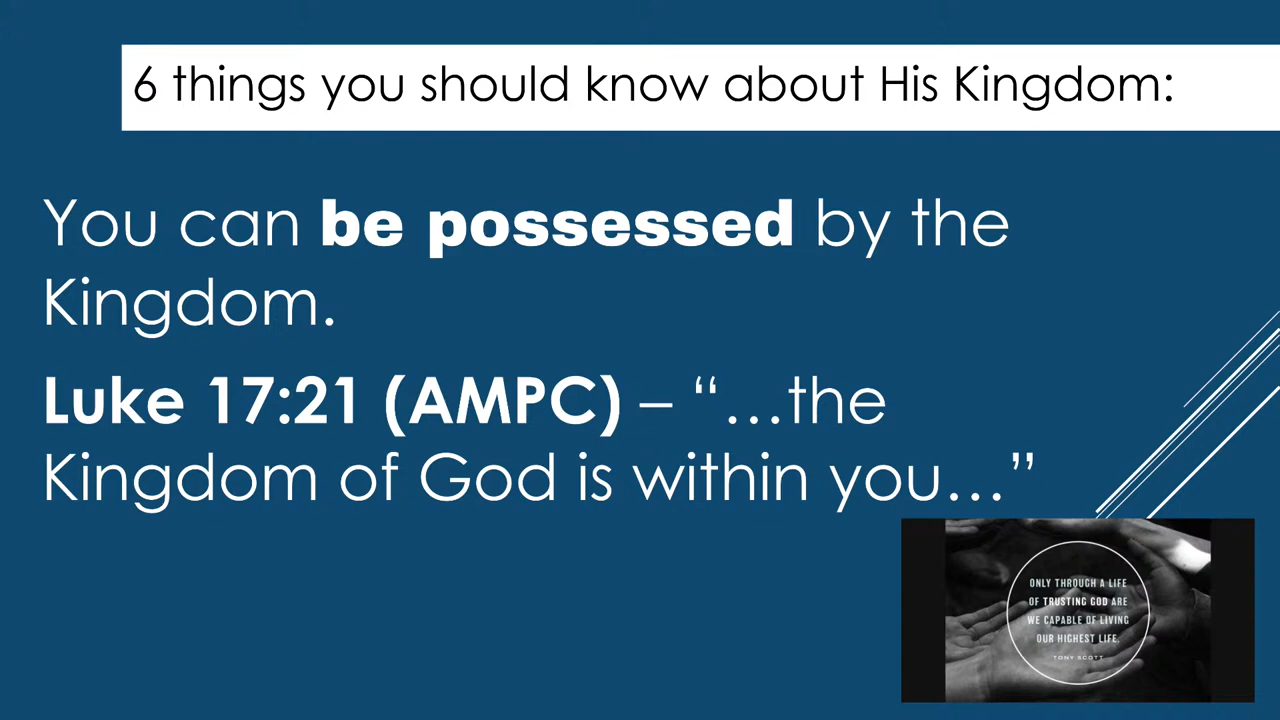 6 things you should know about His Kingdom:
You can be possessed by the
Kingdom.
Luke 17:21 (AMPC) – “…the
Kingdom of God is within you…”
ONLY THROUGH A LIFE
OF TRUSTING GOD ARE
WE CAPABLE OF LIVING
OUR HIGHEST LIFE.
TONY SCOTT